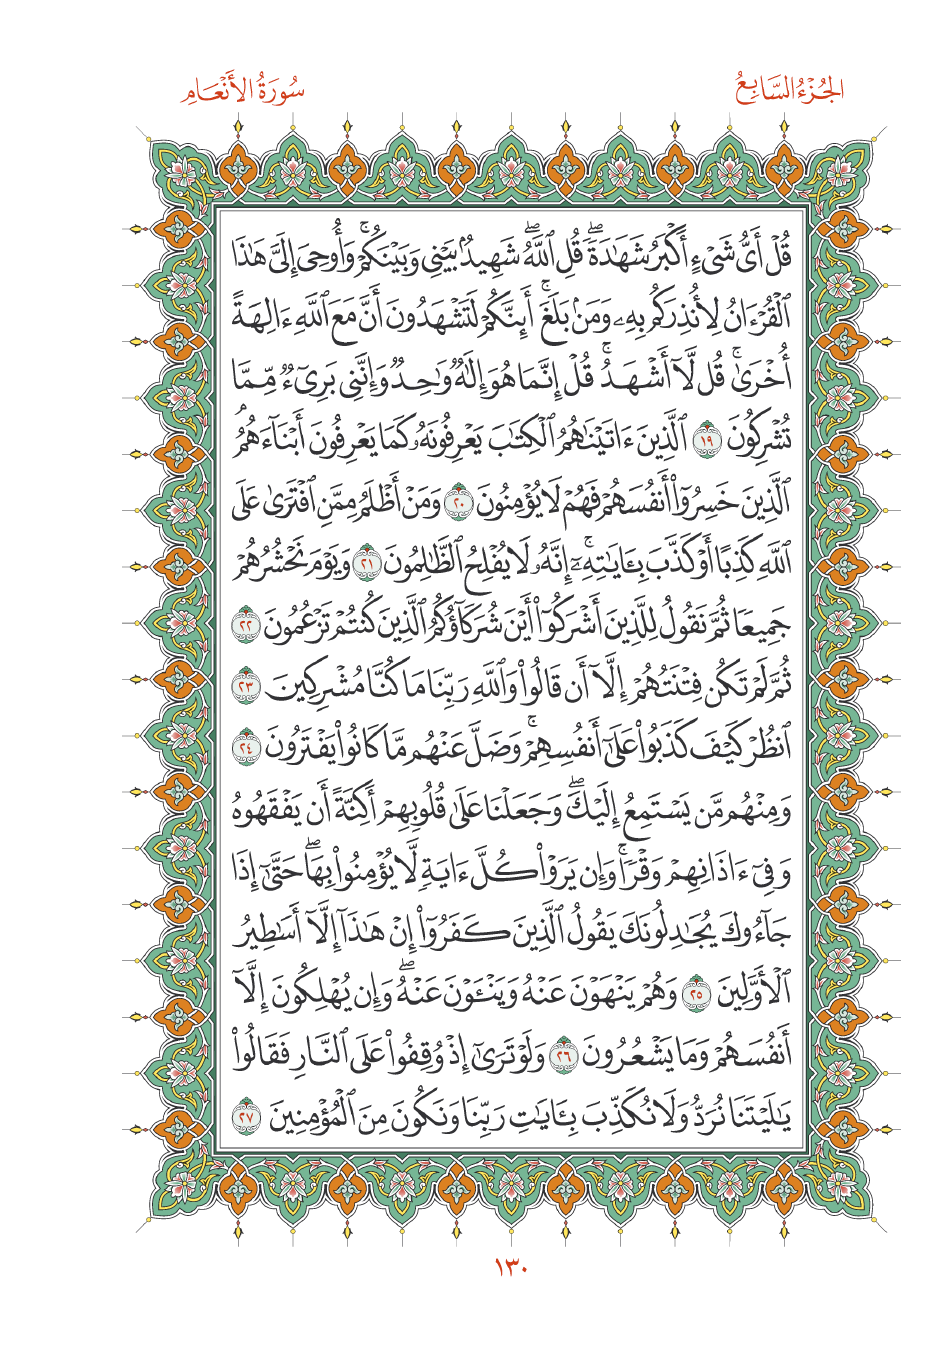 الجُزْءُ السَّابِعُ
سُورَةُ الأَنْعَامِ
قُلْ أَىُّ شَىْءٍ أَكْبَرُ شَهَٰدَةًۖ قُلِ ٱللَّهُۖ شَهِيدُۢ بَيْنِى وَبَيْنَكُمْۚ وَأُوحِىَ إِلَىَّ هَٰذَا
ٱلْقُرْءَانُ لِأُنذِرَكُم بِهِۦ وَمَنۢ بَلَغَۚ أَئِنَّكُمْ لَتَشْهَدُونَ أَنَّ مَعَ ٱللَّهِ ءَالِهَةً
أُخْرَىٰۚ قُل لَّآ أَشْهَدُۚ قُلْ إِنَّمَا هُوَ إِلَٰهٌ وَٰحِدٌ وَإِنَّنِى بَرِىٓءٌ مِّمَّا
تُشْرِكُونَ ١٩ ٱلَّذِينَ ءَاتَيْنَٰهُمُ ٱلْكِتَٰبَ يَعْرِفُونَهُۥ كَمَا يَعْرِفُونَ أَبْنَآءَهُمُ
ٱلَّذِينَ خَسِرُوٓا۟ أَنفُسَهُمْ فَهُمْ لَا يُؤْمِنُونَ ٢٠ وَمَنْ أَظْلَمُ مِمَّنِ ٱفْتَرَىٰ عَلَى
ٱللَّهِ كَذِبًا أَوْ كَذَّبَ بِـَٔايَٰتِهِۦٓۚ إِنَّهُۥ لَا يُفْلِحُ ٱلظَّٰلِمُونَ ٢١ وَيَوْمَ نَحْشُرُهُمْ
جَمِيعًا ثُمَّ نَقُولُ لِلَّذِينَ أَشْرَكُوٓا۟ أَيْنَ شُرَكَآؤُكُمُ ٱلَّذِينَ كُنتُمْ تَزْعُمُونَ ٢٢
ثُمَّ لَمْ تَكُن فِتْنَتُهُمْ إِلَّآ أَن قَالُوا۟ وَٱللَّهِ رَبِّنَا مَا كُنَّا مُشْرِكِينَ ٢٣
ٱنظُرْ كَيْفَ كَذَبُوا۟ عَلَىٰٓ أَنفُسِهِمْۚ وَضَلَّ عَنْهُم مَّا كَانُوا۟ يَفْتَرُونَ ٢٤
وَمِنْهُم مَّن يَسْتَمِعُ إِلَيْكَۖ وَجَعَلْنَا عَلَىٰ قُلُوبِهِمْ أَكِنَّةً أَن يَفْقَهُوهُ
وَفِىٓ ءَاذَانِهِمْ وَقْرًاۚ وَإِن يَرَوْا۟ كُلَّ ءَايَةٍ لَّا يُؤْمِنُوا۟ بِهَاۖ حَتَّىٰٓ إِذَا
جَآءُوكَ يُجَٰدِلُونَكَ يَقُولُ ٱلَّذِينَ كَفَرُوٓا۟ إِنْ هَٰذَآ إِلَّآ أَسَٰطِيرُ
ٱلْأَوَّلِينَ ٢٥ وَهُمْ يَنْهَوْنَ عَنْهُ وَيَنْـَٔوْنَ عَنْهُۖ وَإِن يُهْلِكُونَ إِلَّآ
أَنفُسَهُمْ وَمَا يَشْعُرُونَ ٢٦ وَلَوْ تَرَىٰٓ إِذْ وُقِفُوا۟ عَلَى ٱلنَّارِ فَقَالُوا۟
يَٰلَيْتَنَا نُرَدُّ وَلَا نُكَذِّبَ بِـَٔايَٰتِ رَبِّنَا وَنَكُونَ مِنَ ٱلْمُؤْمِنِينَ ٢٧
١٣٠